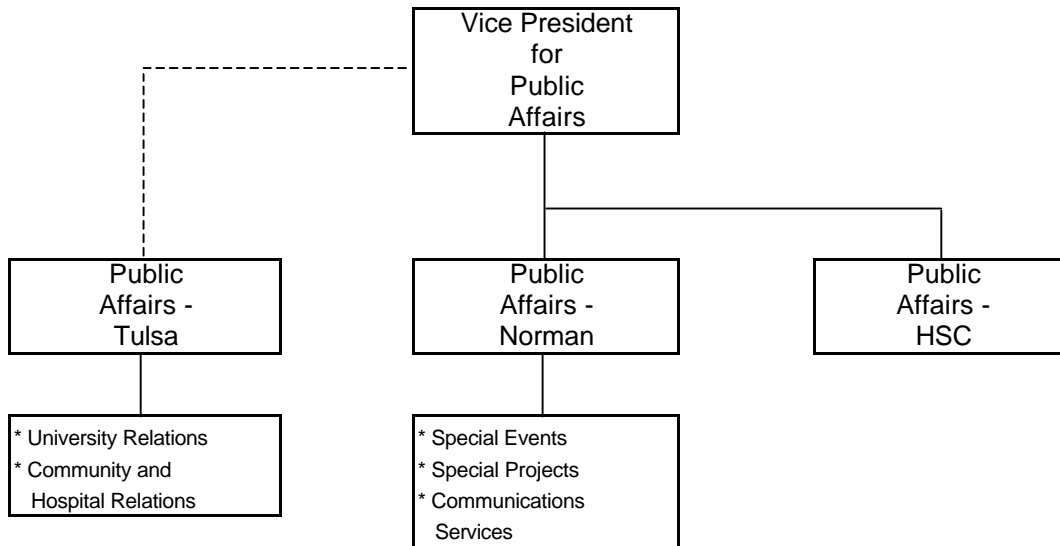 Vice President
for
Public
Affairs
Public
Affairs -
Tulsa
Public
Affairs -
Norman
Public
Affairs -
HSC
* University Relations
* Community and
Hospital Relations
* Special Events
* Special Projects
* Communications
Services